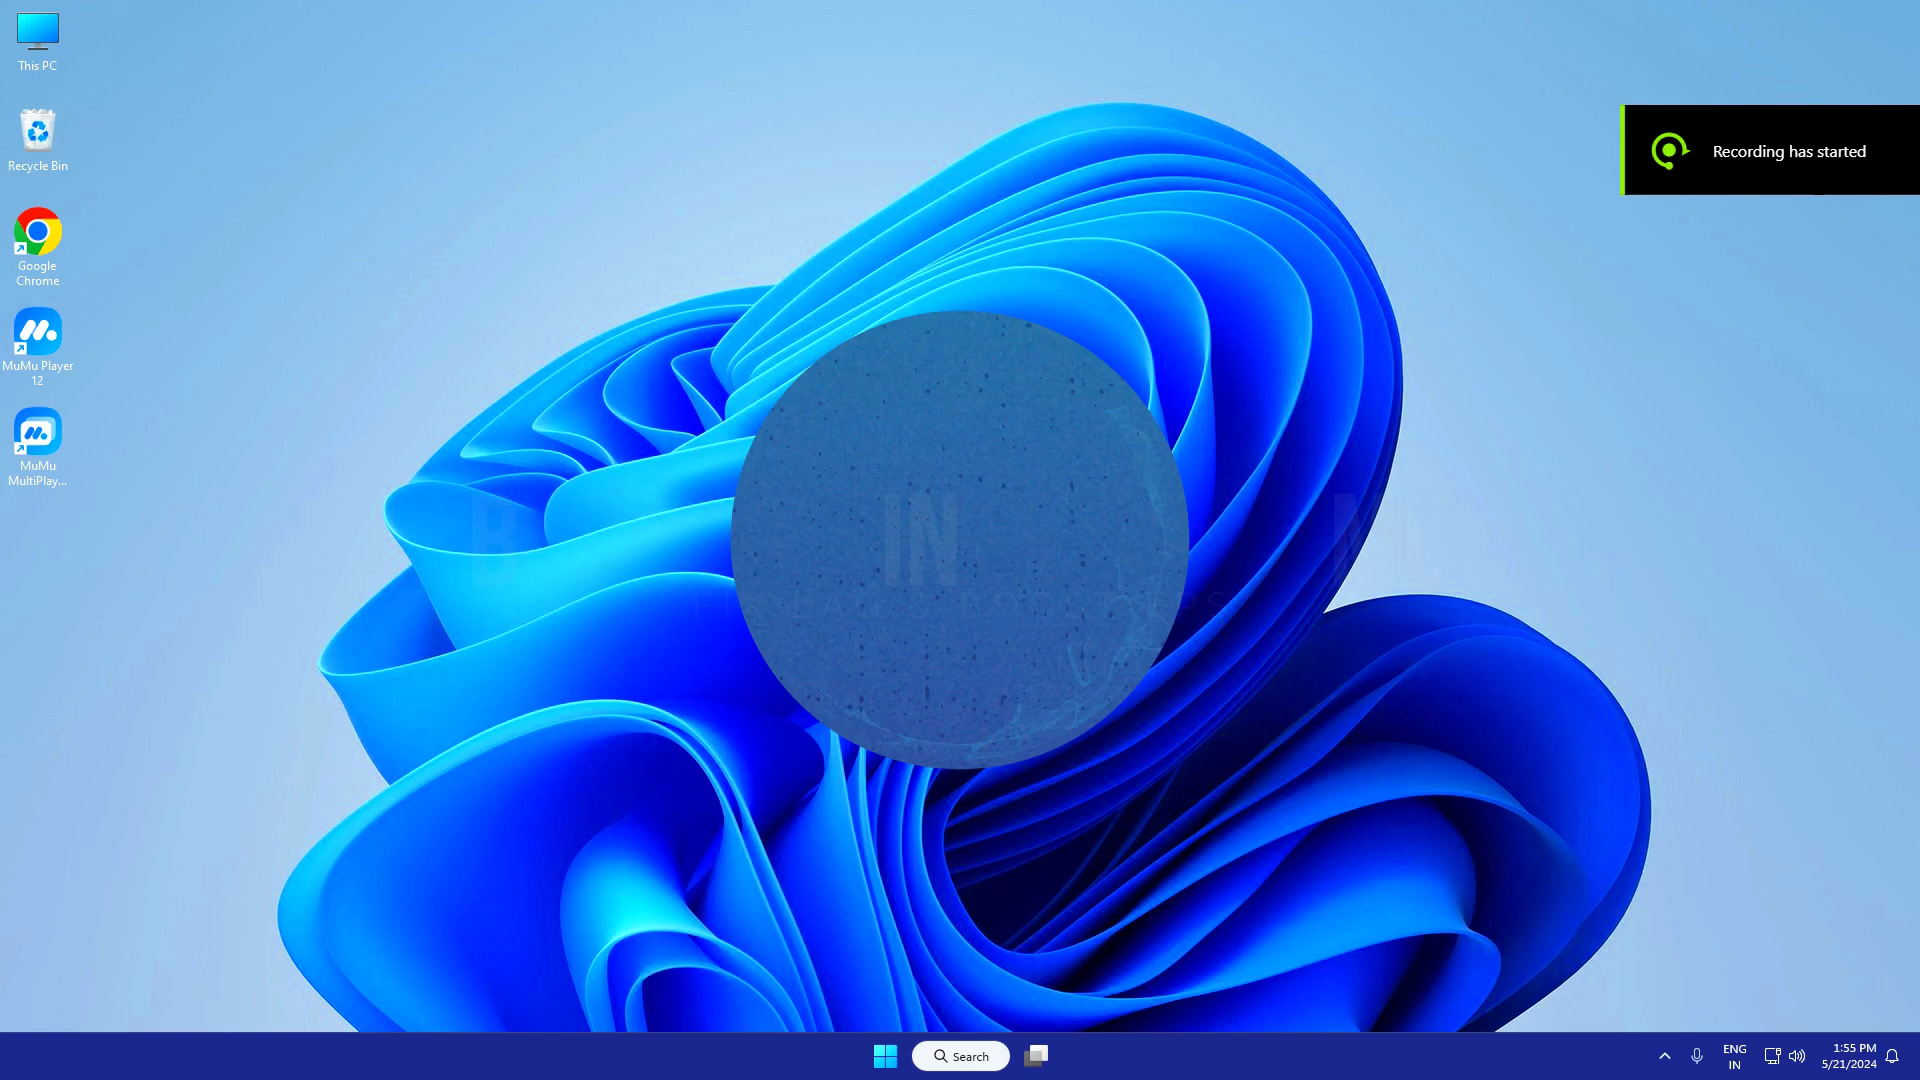 This PC
Recycle Bin
Google
Chrome
MuMu Player
12
MuMu
MultiPlay...
Recording has started
IN
Search
ENG
IN
1:55 PM
5/21/2024